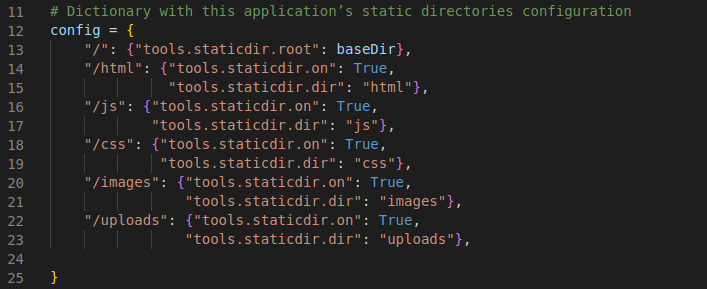 11 # Dictionary with this application’s static directories configuration
12 config = {
13     "/": {"tools.staticdir.root": baseDir},
14     "/html": {"tools.staticdir.on": True,
15               "tools.staticdir.dir": "html"},
16     "/js": {"tools.staticdir.on": True,
17             "tools.staticdir.dir": "js"},
18     "/css": {"tools.staticdir.on": True,
19              "tools.staticdir.dir": "css"},
20     "/images": {"tools.staticdir.on": True,
21                 "tools.staticdir.dir": "images"},
22     "/uploads": {"tools.staticdir.on": True,
23                 "tools.staticdir.dir": "uploads"},
24
25 }